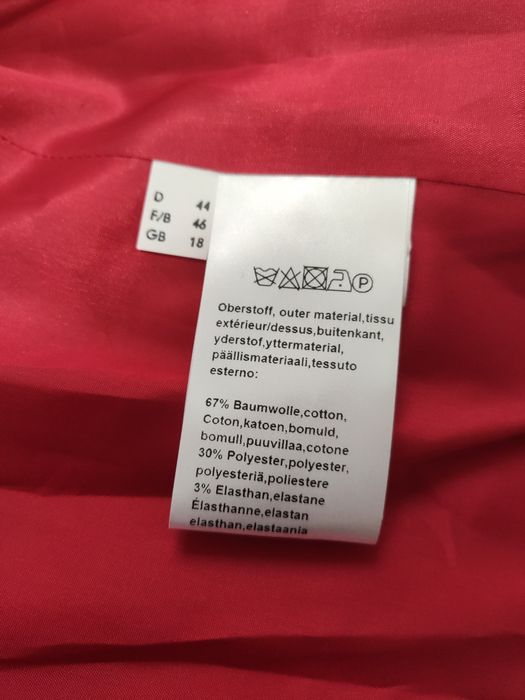 D 44
F/B 46
GB 18
P
Oberstoff, outer material,tissu
extérieur/dessus,buitenkant,
yderstof,yttermaterial,
päällismateriaali,tessuto
esterno:
67% Baumwolle,cotton,
Coton,katoen,bomuld,
bomull,puuvillaa,cotone
30% Polyester,polyester,
polyesteriä,poliestere
3% Elasthan,elastane
Élasthanne,elastan
elasthan,elastaania